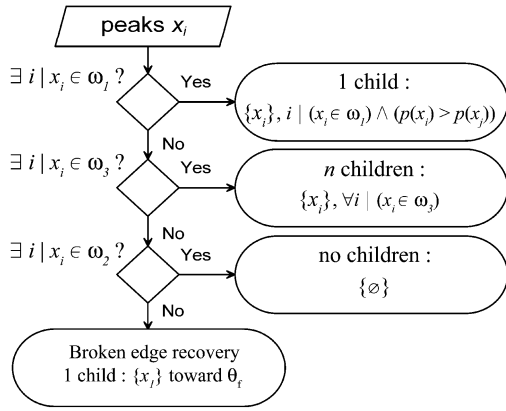 peaks x_i
∃ i | x_i ∈ ω_1 ?
Yes
1 child :
{x_i}, i | (x_i ∈ ω_1) ∧ (p(x_i) > p(x_j))
No
∃ i | x_i ∈ ω_3 ?
Yes
n children :
{x_i}, ∀i | (x_i ∈ ω_3)
No
∃ i | x_i ∈ ω_2 ?
Yes
no children :
{∅}
No
Broken edge recovery
1 child : {x_1} toward θ_f